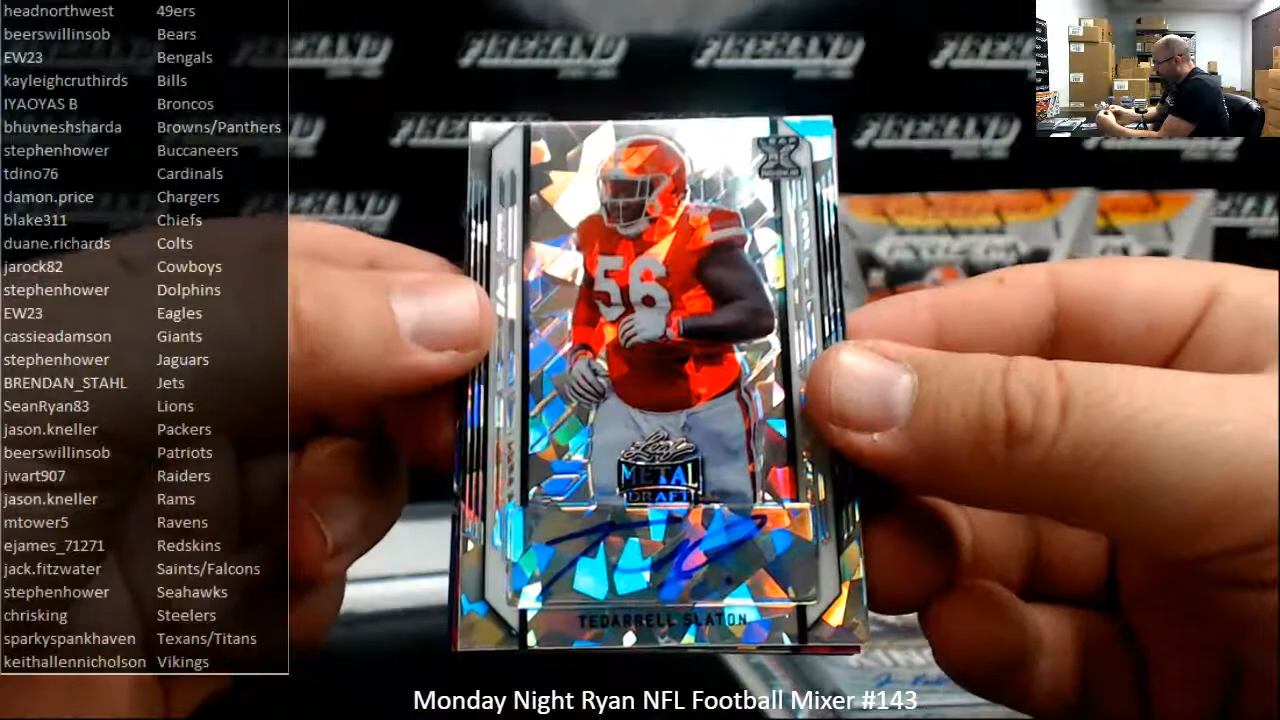 headnorthwest 49ers
beerswillinsob Bears
EW23 Bengals
kayleighcruthirds Bills
IYAOYAS B Broncos
bhuvneshsharda Browns/Panthers
stephenhower Buccaneers
tdino76 Cardinals
damon.price Chargers
blake311 Chiefs
duane.richards Colts
jarock82 Cowboys
stephenhower Dolphins
EW23 Eagles
cassieadamson Giants
stephenhower Jaguars
BRENDAN_STAHL Jets
SeanRyan83 Lions
jason.kneller Packers
beerswillinsob Patriots
jwart907 Raiders
jason.kneller Rams
mtower5 Ravens
ejames_71271 Redskins
jack.fitzwater Saints/Falcons
stephenhower Seahawks
chrisking Steelers
sparkyspankhaven Texans/Titans
keithallennicholson Vikings
FIREHAND FIREHAND
FIREHAND
56
Leaf
METAL
DRAFT
TEDARRELL SLATON
Monday Night Ryan NFL Football Mixer #143